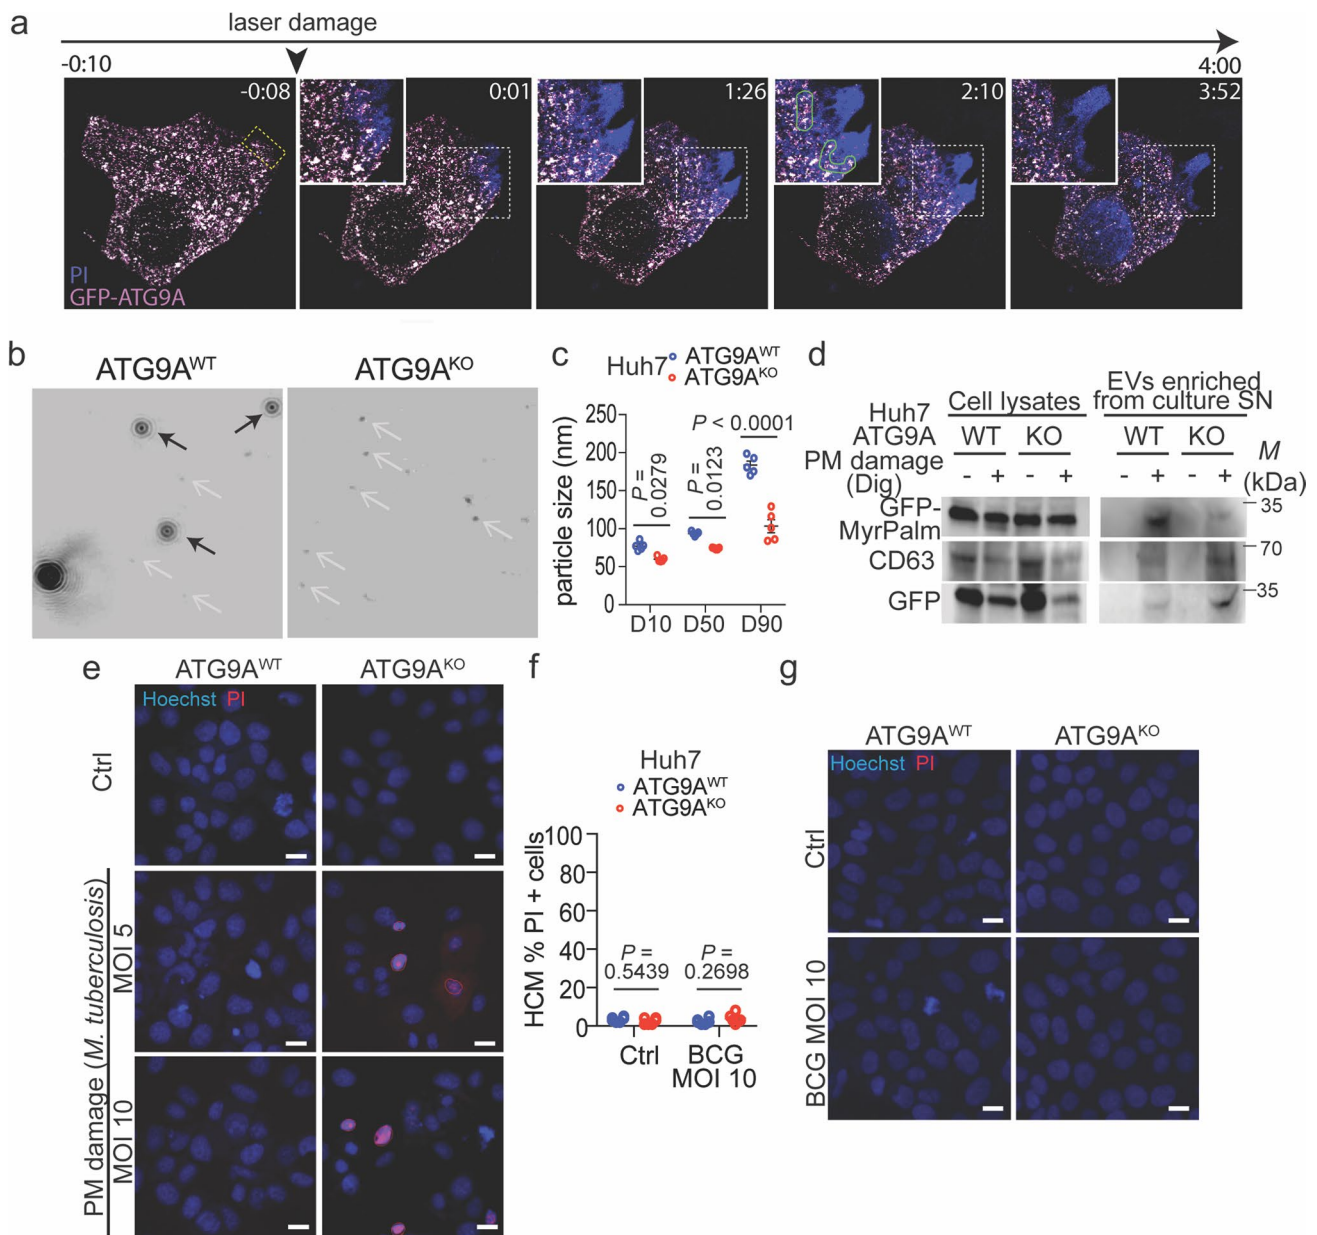 a
laser damage
-0:10
4:00
-0:08
0:01
1:26
2:10
3:52
PI
GFP-ATG9A
b
ATG9AWT
ATG9AKO
c
Huh7
ATG9AWT
ATG9AKO
particle size (nm)
250
200
150
100
50
0
P = 0.0279
P = 0.0123
P < 0.0001
D10
D50
D90
d
Huh7
ATG9A
PM damage
(Dig)
Cell lysates
EVs enriched
from culture SN
WT
KO
WT
KO
- + - +
- + - +
M
(kDa)
GFP-
MyrPalm
CD63
GFP
35
70
35
e
ATG9AWT
ATG9AKO
Hoechst PI
Ctrl
PM damage (M. tuberculosis)
MOI 5
MOI 10
f
Huh7
ATG9AWT
ATG9AKO
HCM % PI + cells
100
80
60
40
20
0
P =
0.5439
P =
0.2698
Ctrl
BCG
MOI 10
g
ATG9AWT
ATG9AKO
Hoechst PI
Ctrl
BCG MOI 10